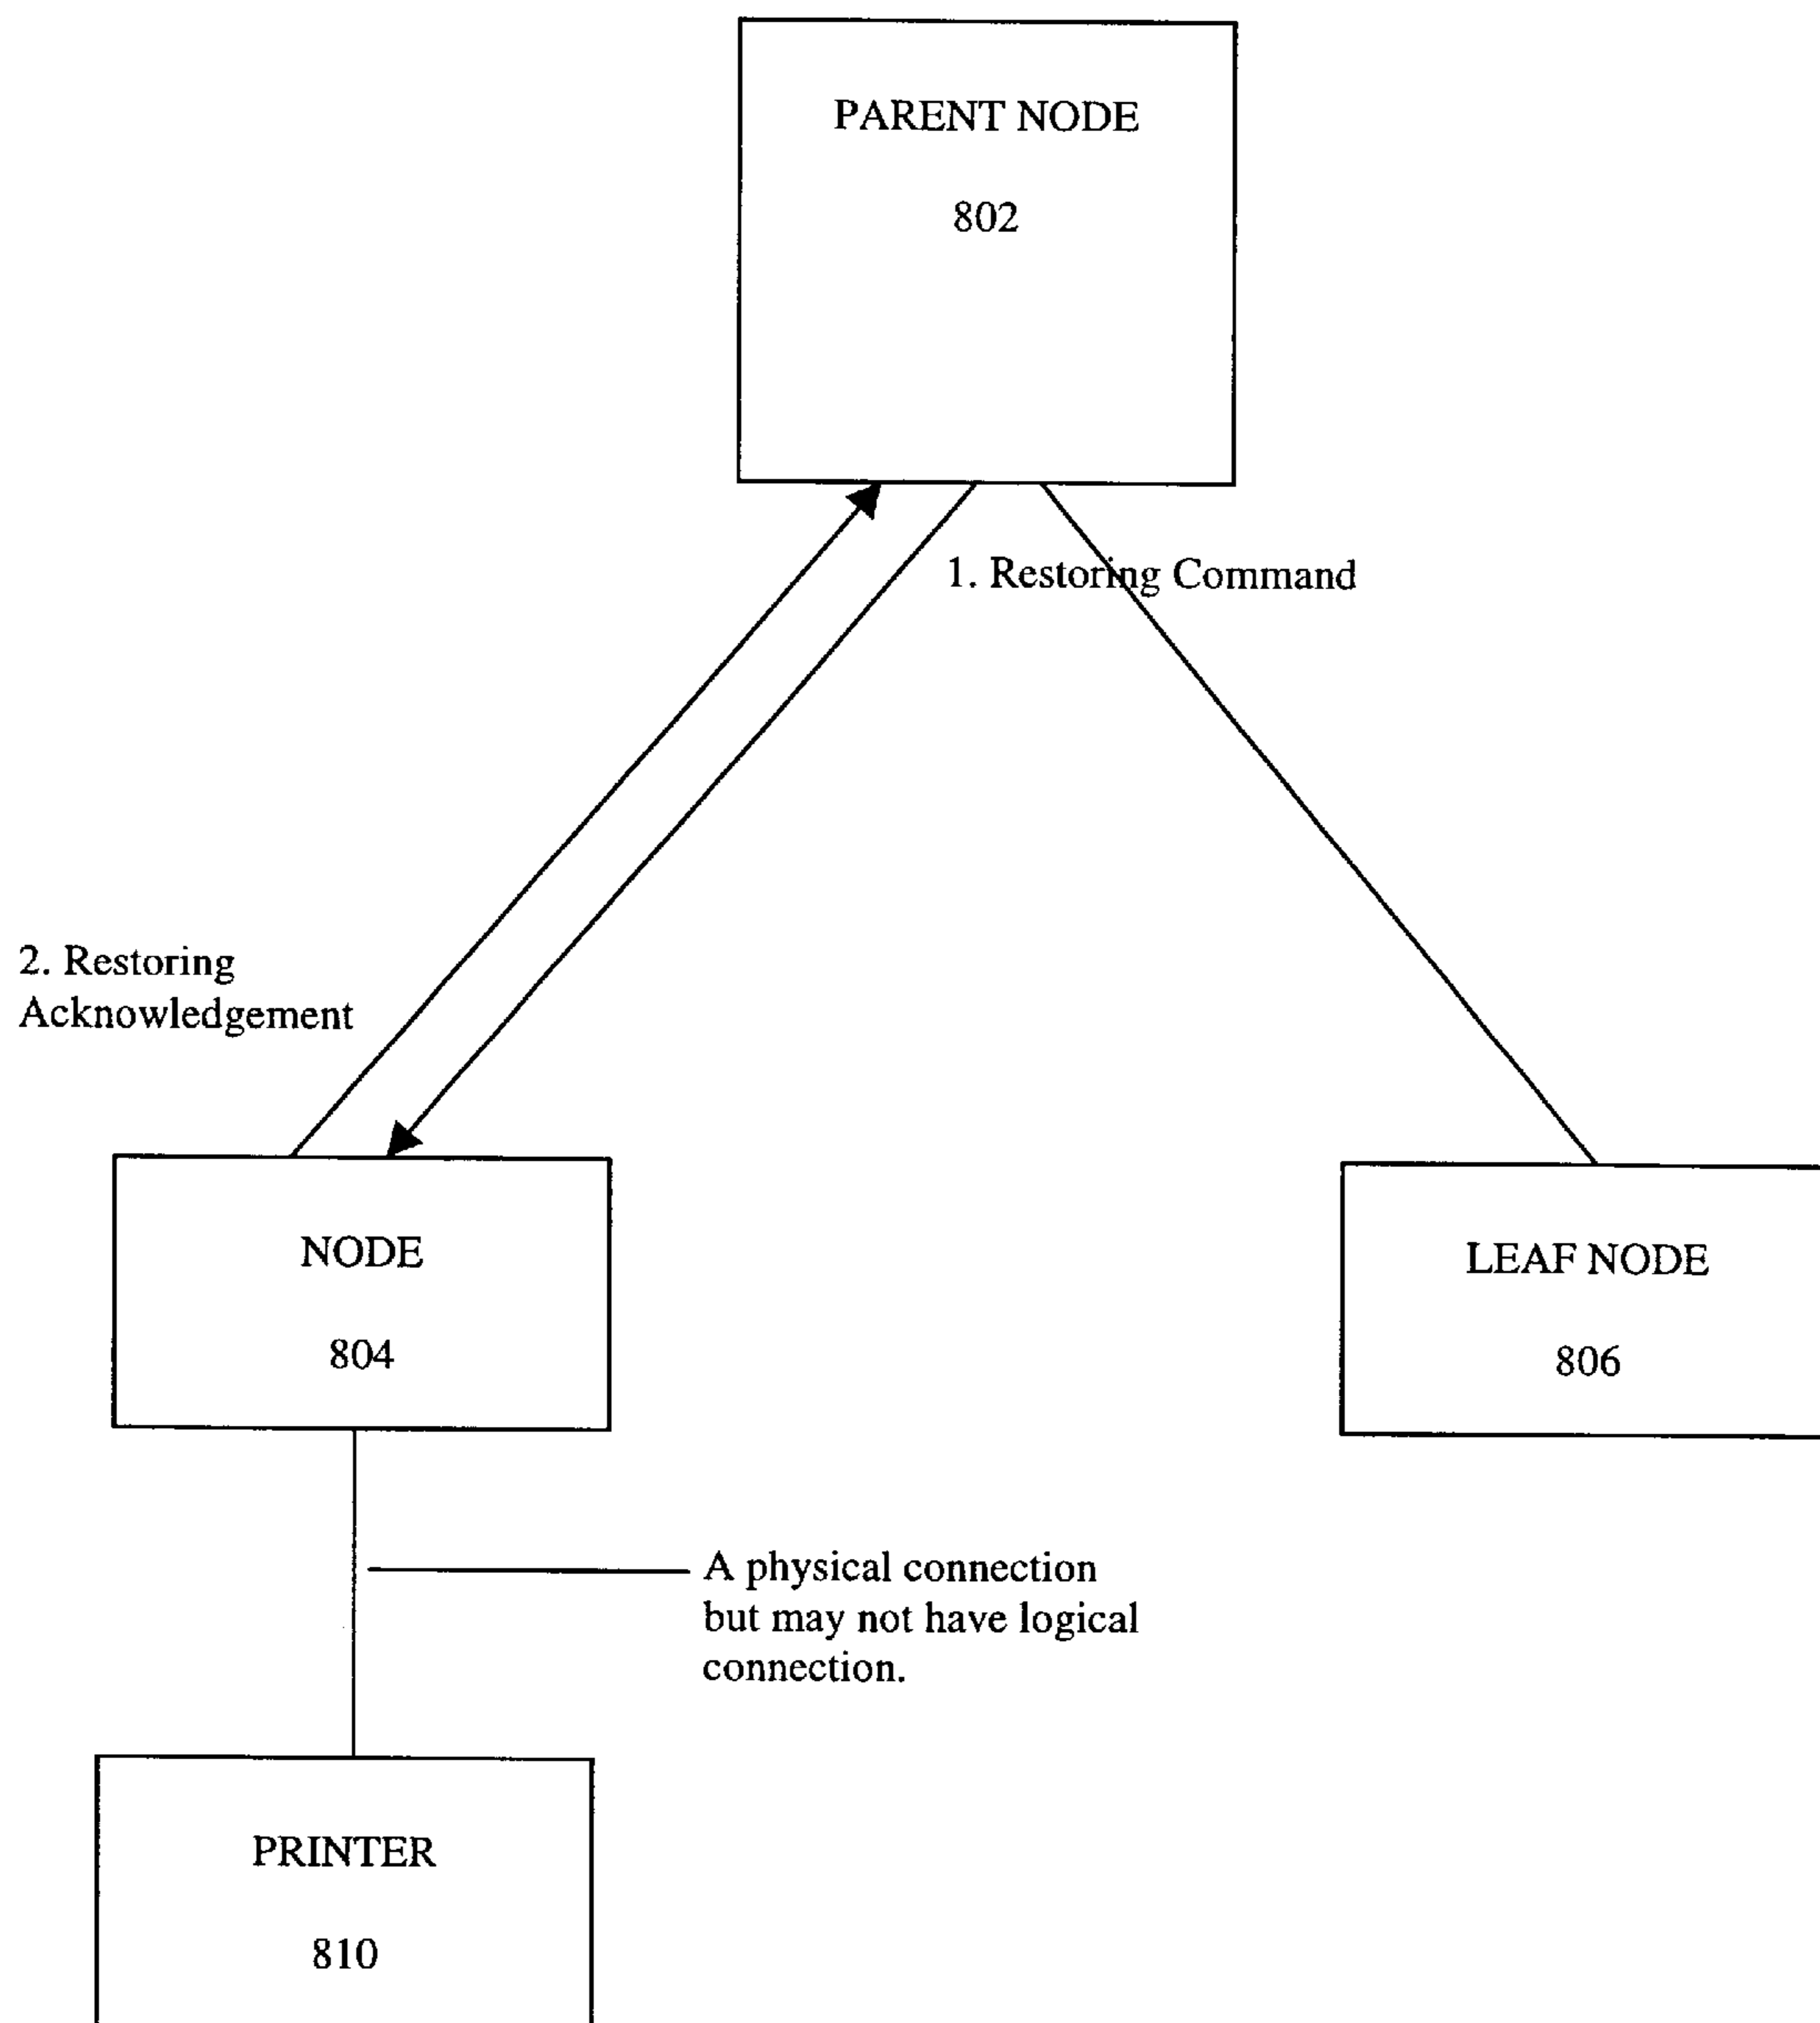 PARENT NODE
802
1. Restoring Command
2. Restoring
Acknowledgement
NODE
804
LEAF NODE
806
A physical connection
but may not have logical
connection.
PRINTER
810